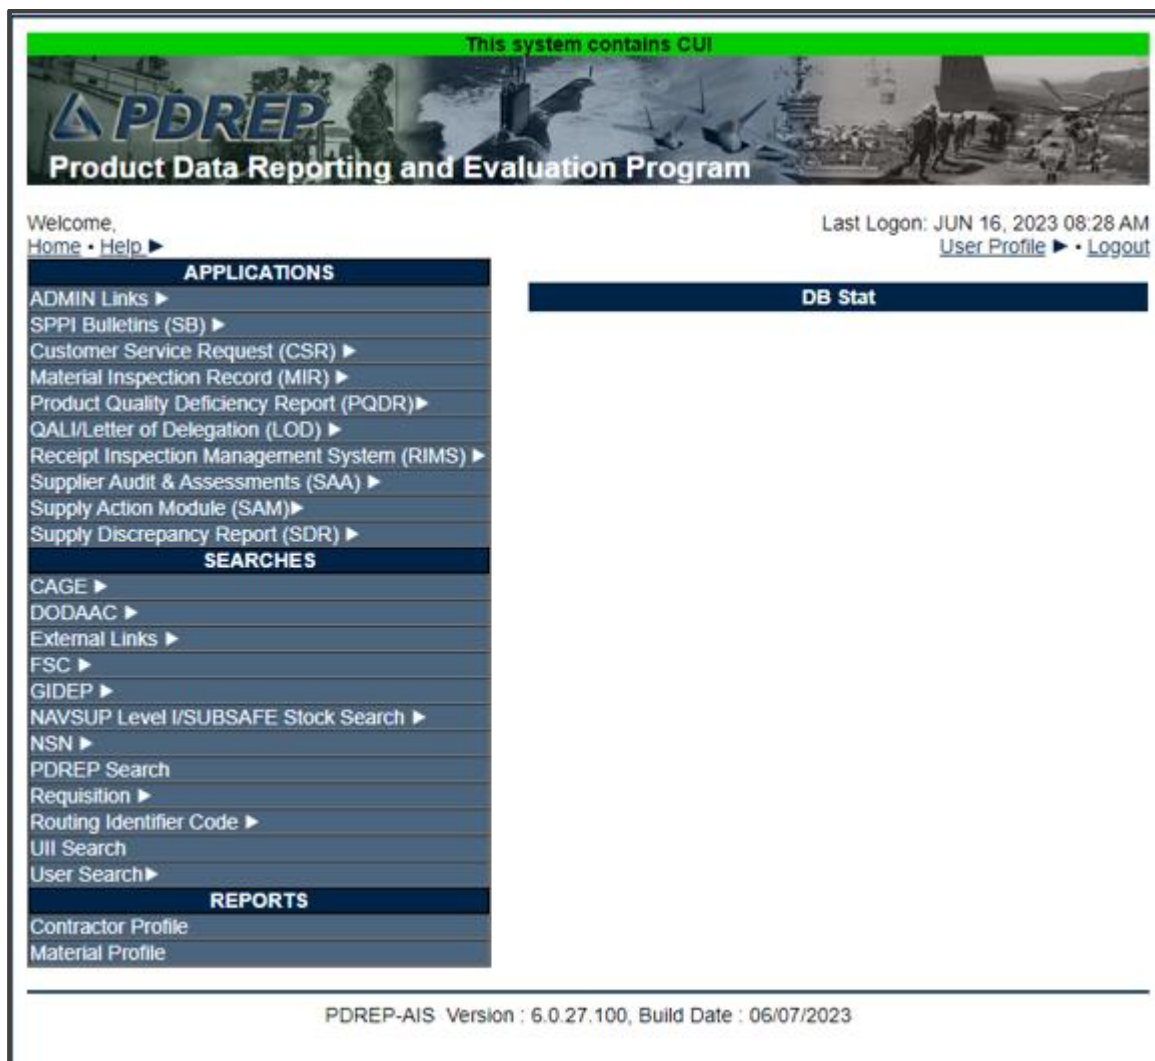 This system contains CUI
PDREP
Product Data Reporting and Evaluation Program
Welcome,
Last Logon: JUN 16, 2023 08:28 AM
Home • Help ►
User Profile ► • Logout
APPLICATIONS
ADMIN Links ►
SPPI Bulletins (SB) ►
Customer Service Request (CSR) ►
Material Inspection Record (MIR) ►
Product Quality Deficiency Report (PQDR)►
QALI/Letter of Delegation (LOD) ►
Receipt Inspection Management System (RIMS) ►
Supplier Audit & Assessments (SAA) ►
Supply Action Module (SAM)►
Supply Discrepancy Report (SDR) ►
SEARCHES
CAGE ►
DODAAC ►
External Links ►
FSC ►
GIDEP ►
NAVSUP Level I/SUBSAFE Stock Search ►
NSN ►
PDREP Search
Requisition ►
Routing Identifier Code ►
UII Search
User Search►
REPORTS
Contractor Profile
Material Profile
DB Stat
PDREP-AIS Version : 6.0.27.100, Build Date : 06/07/2023